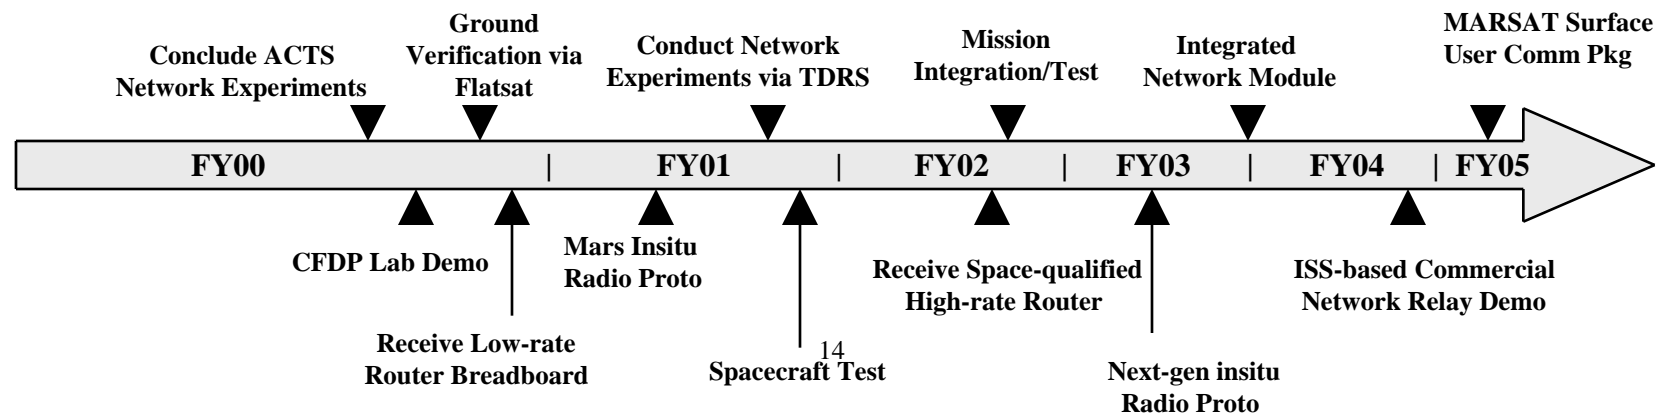 Conclude ACTS
Network Experiments
Ground
Verification via
Flatsat
Conduct Network
Experiments via TDRS
Mission
Integration/Test
Integrated
Network Module
MARSAT Surface
User Comm Pkg
FY00 | FY01 | FY02 | FY03 | FY04 | FY05
CFDP Lab Demo
Receive Low-rate
Router Breadboard
Mars Insitu
Radio Proto
Spacecraft Test
14
Receive Space-qualified
High-rate Router
Next-gen insitu
Radio Proto
ISS-based Commercial
Network Relay Demo